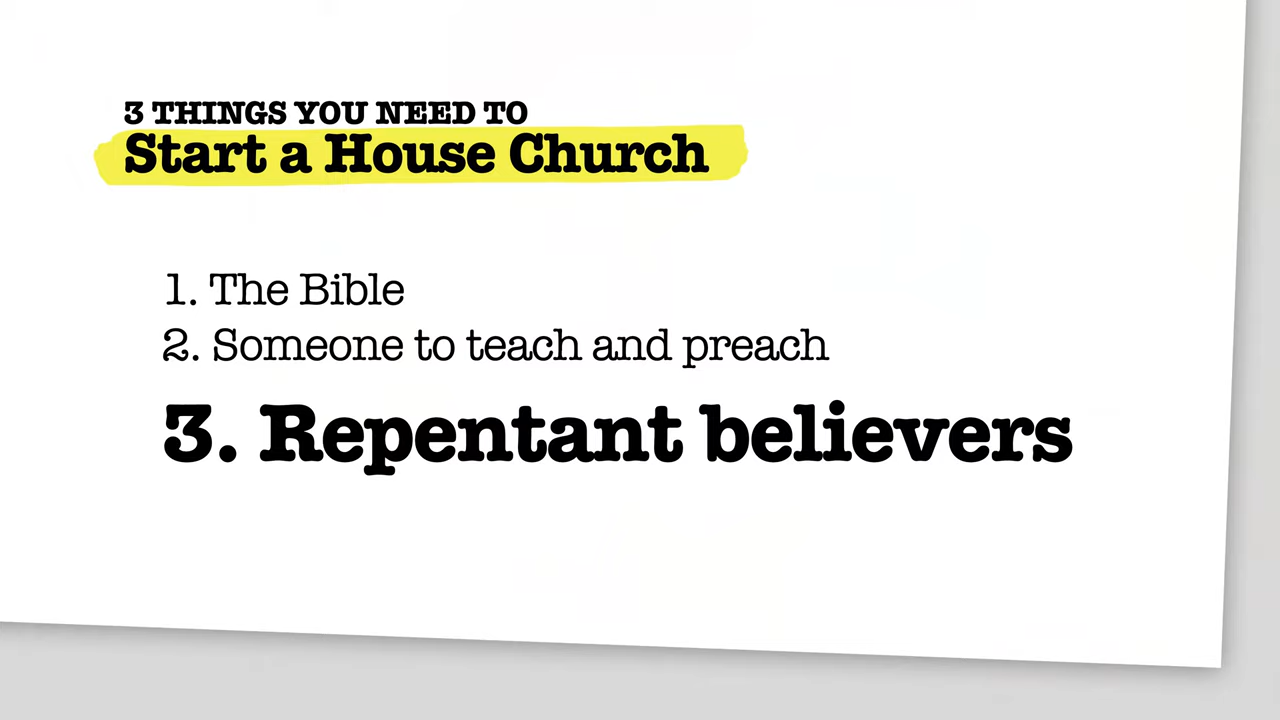 3 THINGS YOU NEED TO
Start a House Church
1. The Bible
2. Someone to teach and preach
3. Repentant believers